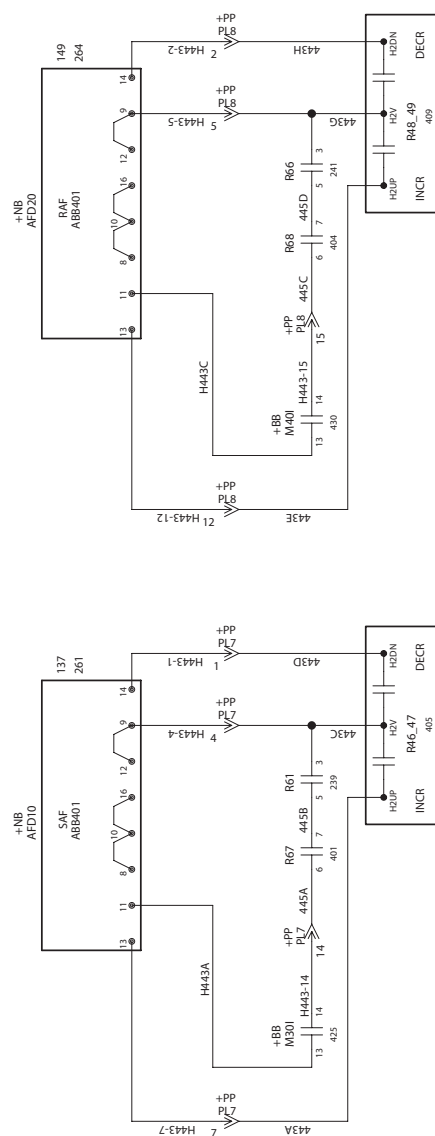 149
264
+NB
AFD20
RAF
ABB401
14
9
12
16
10
8
11
13
H443-2
+PP
PL8
2
443H
H443-5
+PP
PL8
5
443G
H443C
+BB
M40I
13
14
430
H443-15
+PP
PL8
15
445C
R68
6
7
404
445D
R66
5
3
241
H443-12
+PP
PL8
12
443E
H2DN
H2V
H2UP
DECR
R48_49
409
INCR
137
261
+NB
AFD10
SAF
ABB401
14
9
12
16
10
8
11
13
H443-1
+PP
PL7
1
443D
H443-4
+PP
PL7
4
443C
H443A
+BB
M30I
13
14
425
H443-14
+PP
PL7
14
445A
R67
6
7
401
445B
R61
5
3
239
H443-7
+PP
PL7
7
443A
H2DN
H2V
H2UP
DECR
R46_47
405
INCR